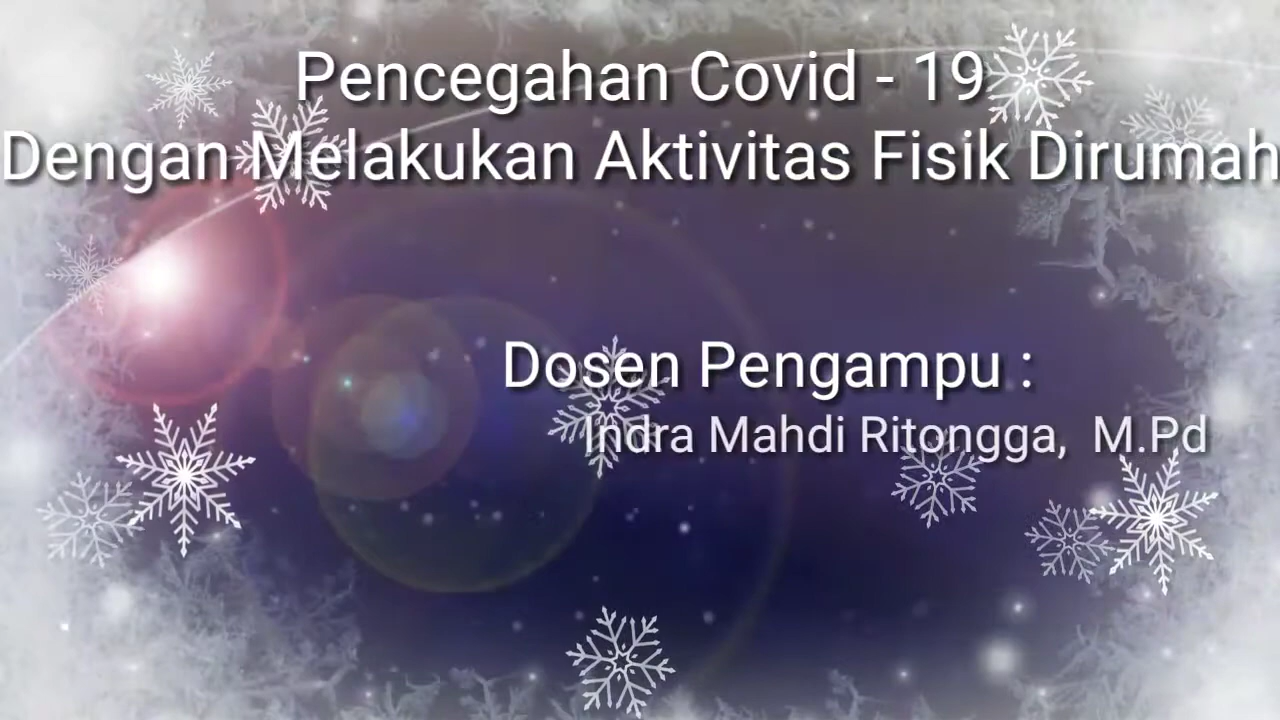 Pencegahan Covid - 19
Dengan Melakukan Aktivitas Fisik Dirumah
Dosen Pengampu :
Indra Mahdi Ritongga, M.Pd